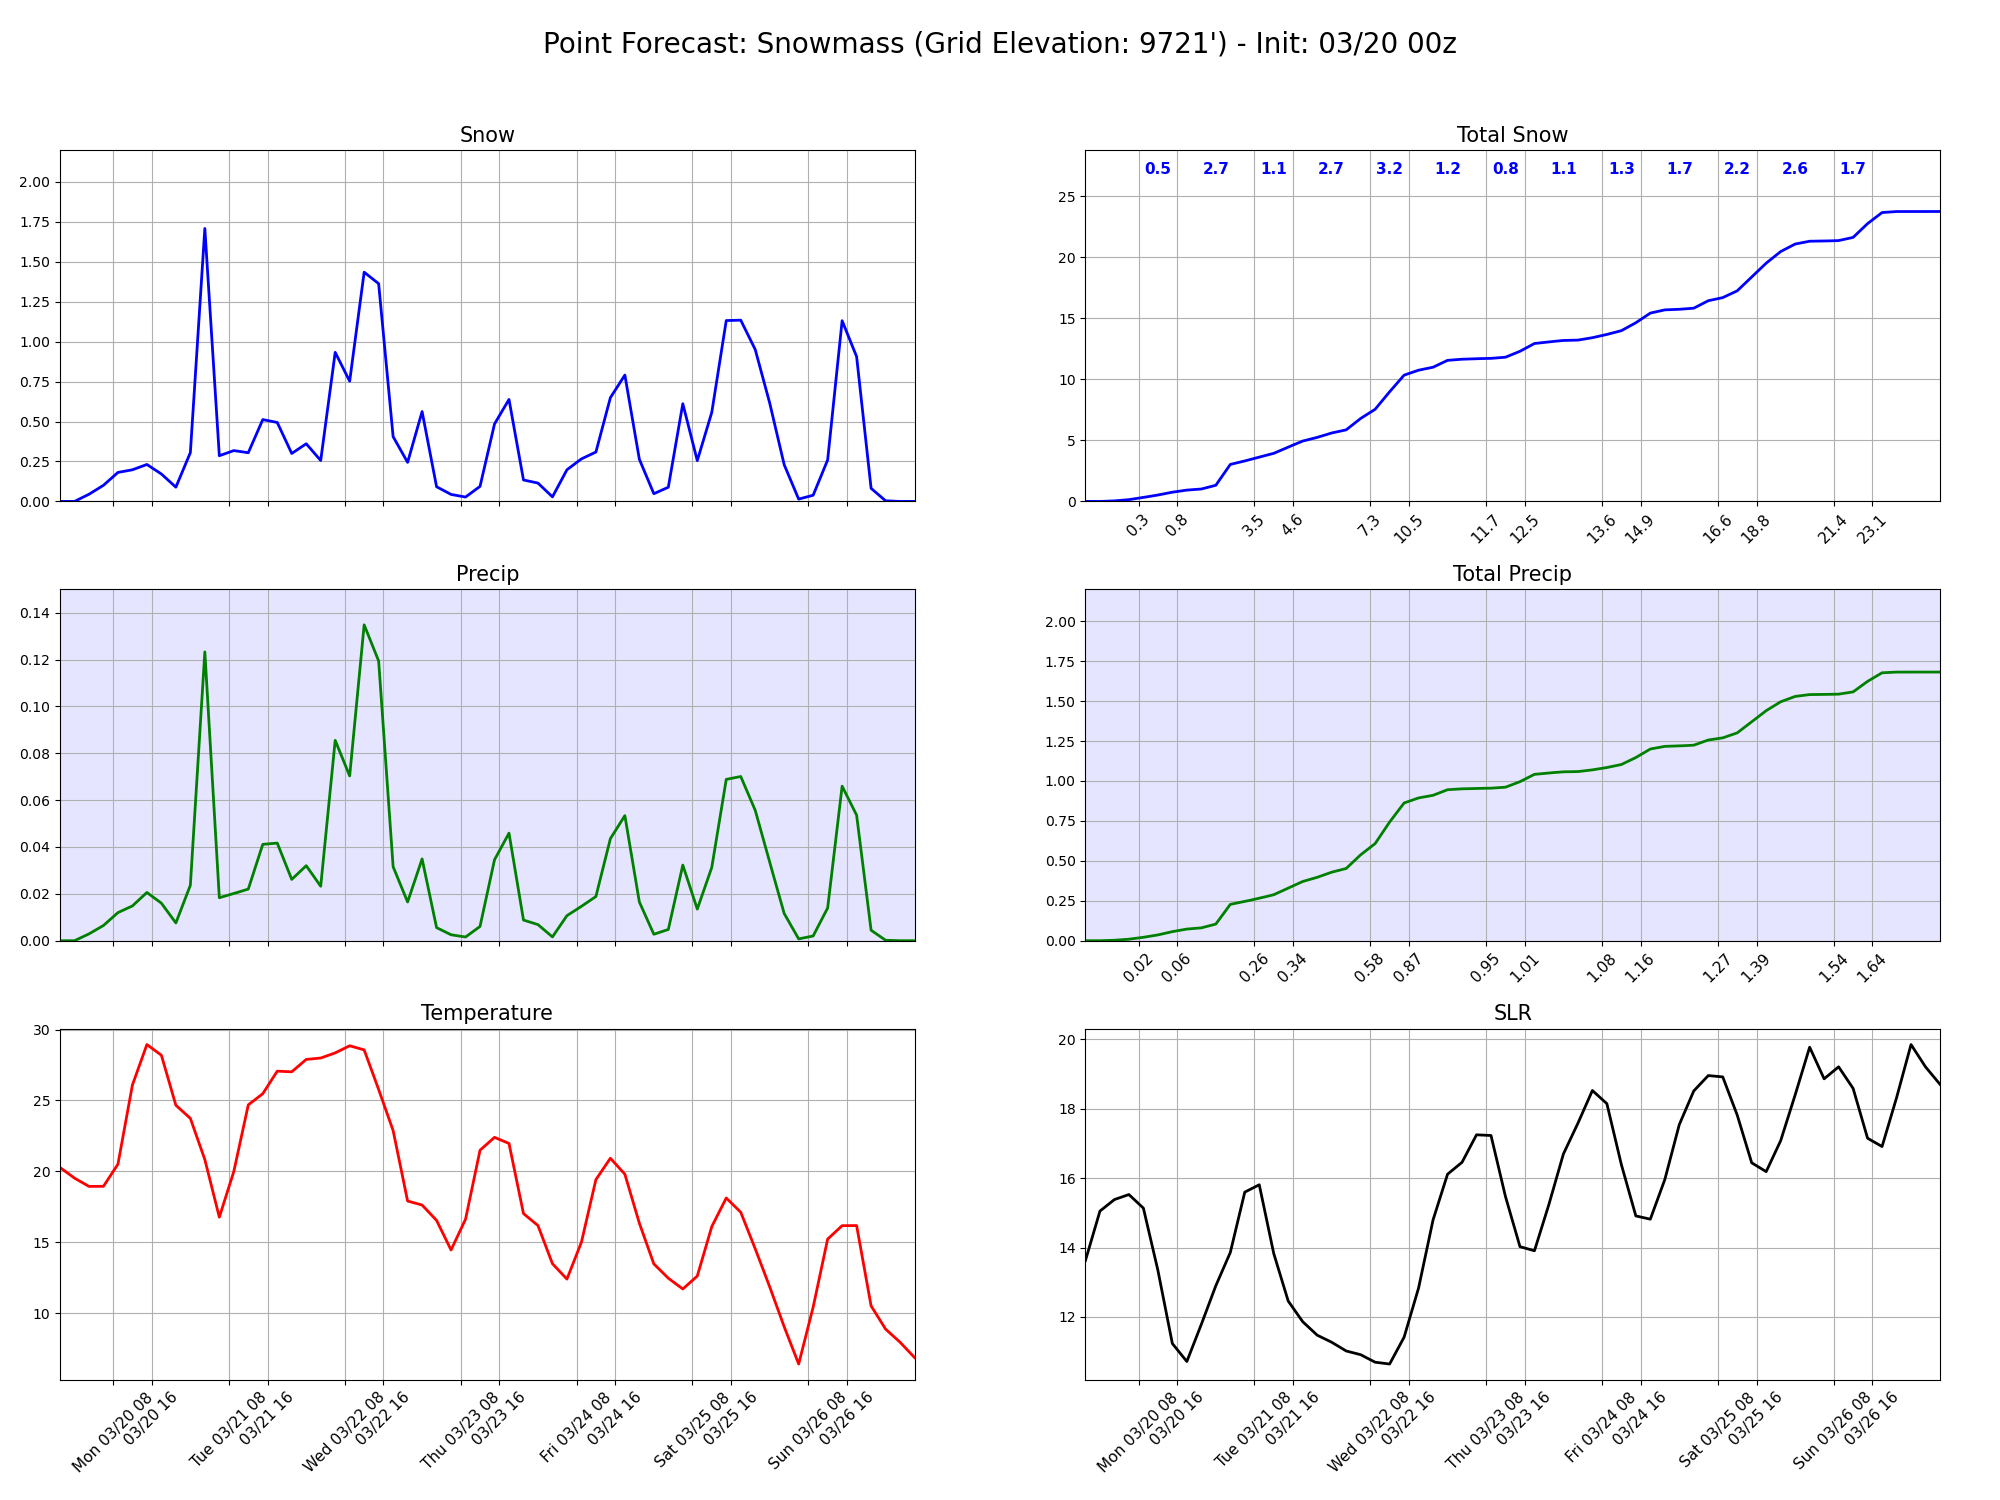 Point Forecast: Snowmass (Grid Elevation: 9721') - Init: 03/20 00z
Snow
2.00
1.75
1.50
1.25
1.00
0.75
0.50
0.25
0.00
Total Snow
0.5 2.7 1.1 2.7 3.2 1.2 0.8 1.1 1.3 1.7 2.2 2.6 1.7
25
20
15
10
5
0
0.3 0.8 3.5 4.6 7.3 10.5 11.7 12.5 13.6 14.9 16.6 18.8 21.4 23.1
Precip
0.14
0.12
0.10
0.08
0.06
0.04
0.02
0.00
Total Precip
2.00
1.75
1.50
1.25
1.00
0.75
0.50
0.25
0.00
0.02 0.06 0.26 0.34 0.58 0.87 0.95 1.01 1.08 1.16 1.27 1.39 1.54 1.64
Temperature
30
25
20
15
10
Mon 03/20 08
03/20 16
Tue 03/21 08
03/21 16
Wed 03/22 08
03/22 16
Thu 03/23 08
03/23 16
Fri 03/24 08
03/24 16
Sat 03/25 08
03/25 16
Sun 03/26 08
03/26 16
SLR
20
18
16
14
12
Mon 03/20 08
03/20 16
Tue 03/21 08
03/21 16
Wed 03/22 08
03/22 16
Thu 03/23 08
03/23 16
Fri 03/24 08
03/24 16
Sat 03/25 08
03/25 16
Sun 03/26 08
03/26 16